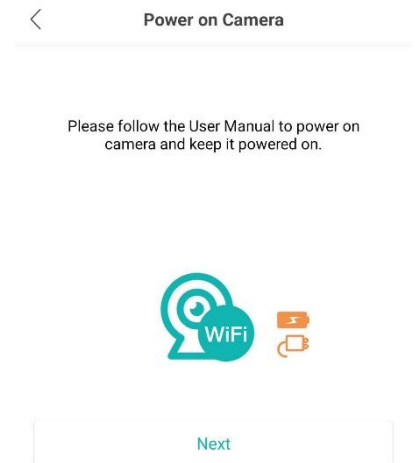 Power on Camera
Please follow the User Manual to power on
camera and keep it powered on.
WiFi
Next